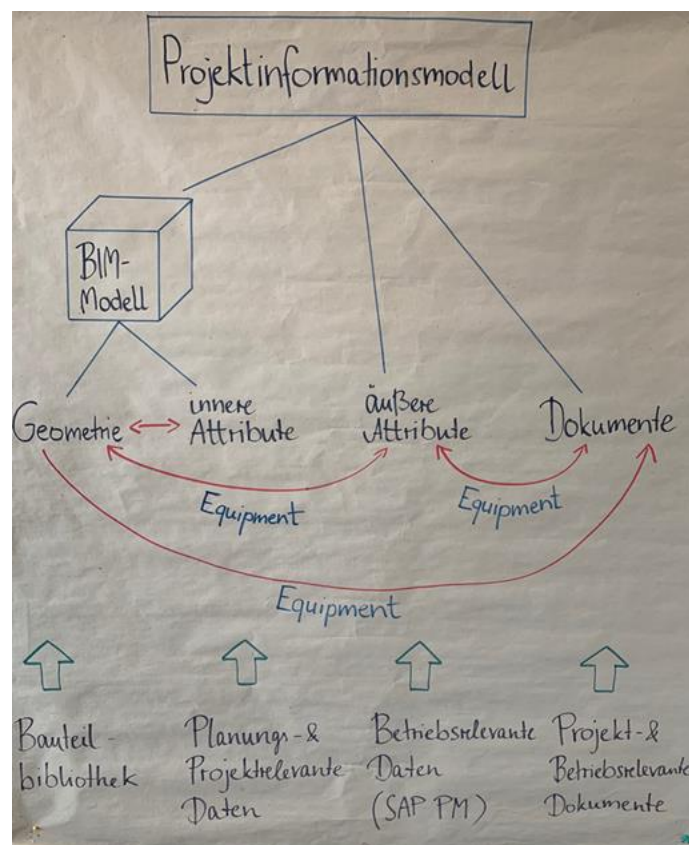 Projektinformationsmodell
BIM-
Modell
Geometrie
innere
Attribute
äußere
Attribute
Dokumente
Equipment
Equipment
Equipment
Bauteil-
bibliothek
Planungs-&
Projektrelevante
Daten
Betriebsrelevante
Daten
(SAP PM)
Projekt-&
Betriebsrelevante
Dokumente